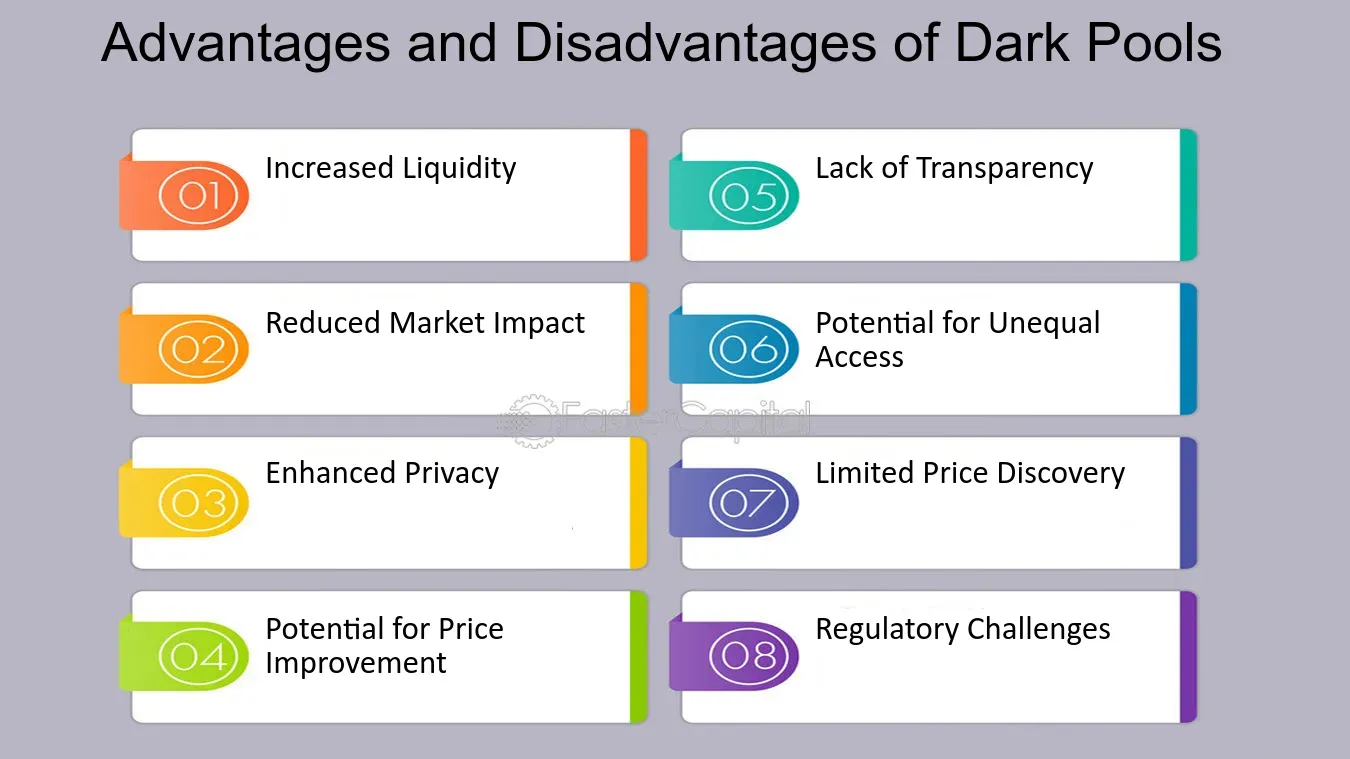 Advantages and Disadvantages of Dark Pools
01
Increased Liquidity
02
Reduced Market Impact
03
Enhanced Privacy
04
Potential for Price
Improvement
05
Lack of Transparency
06
Potential for Unequal
Access
07
Limited Price Discovery
08
Regulatory Challenges
FasterCapital